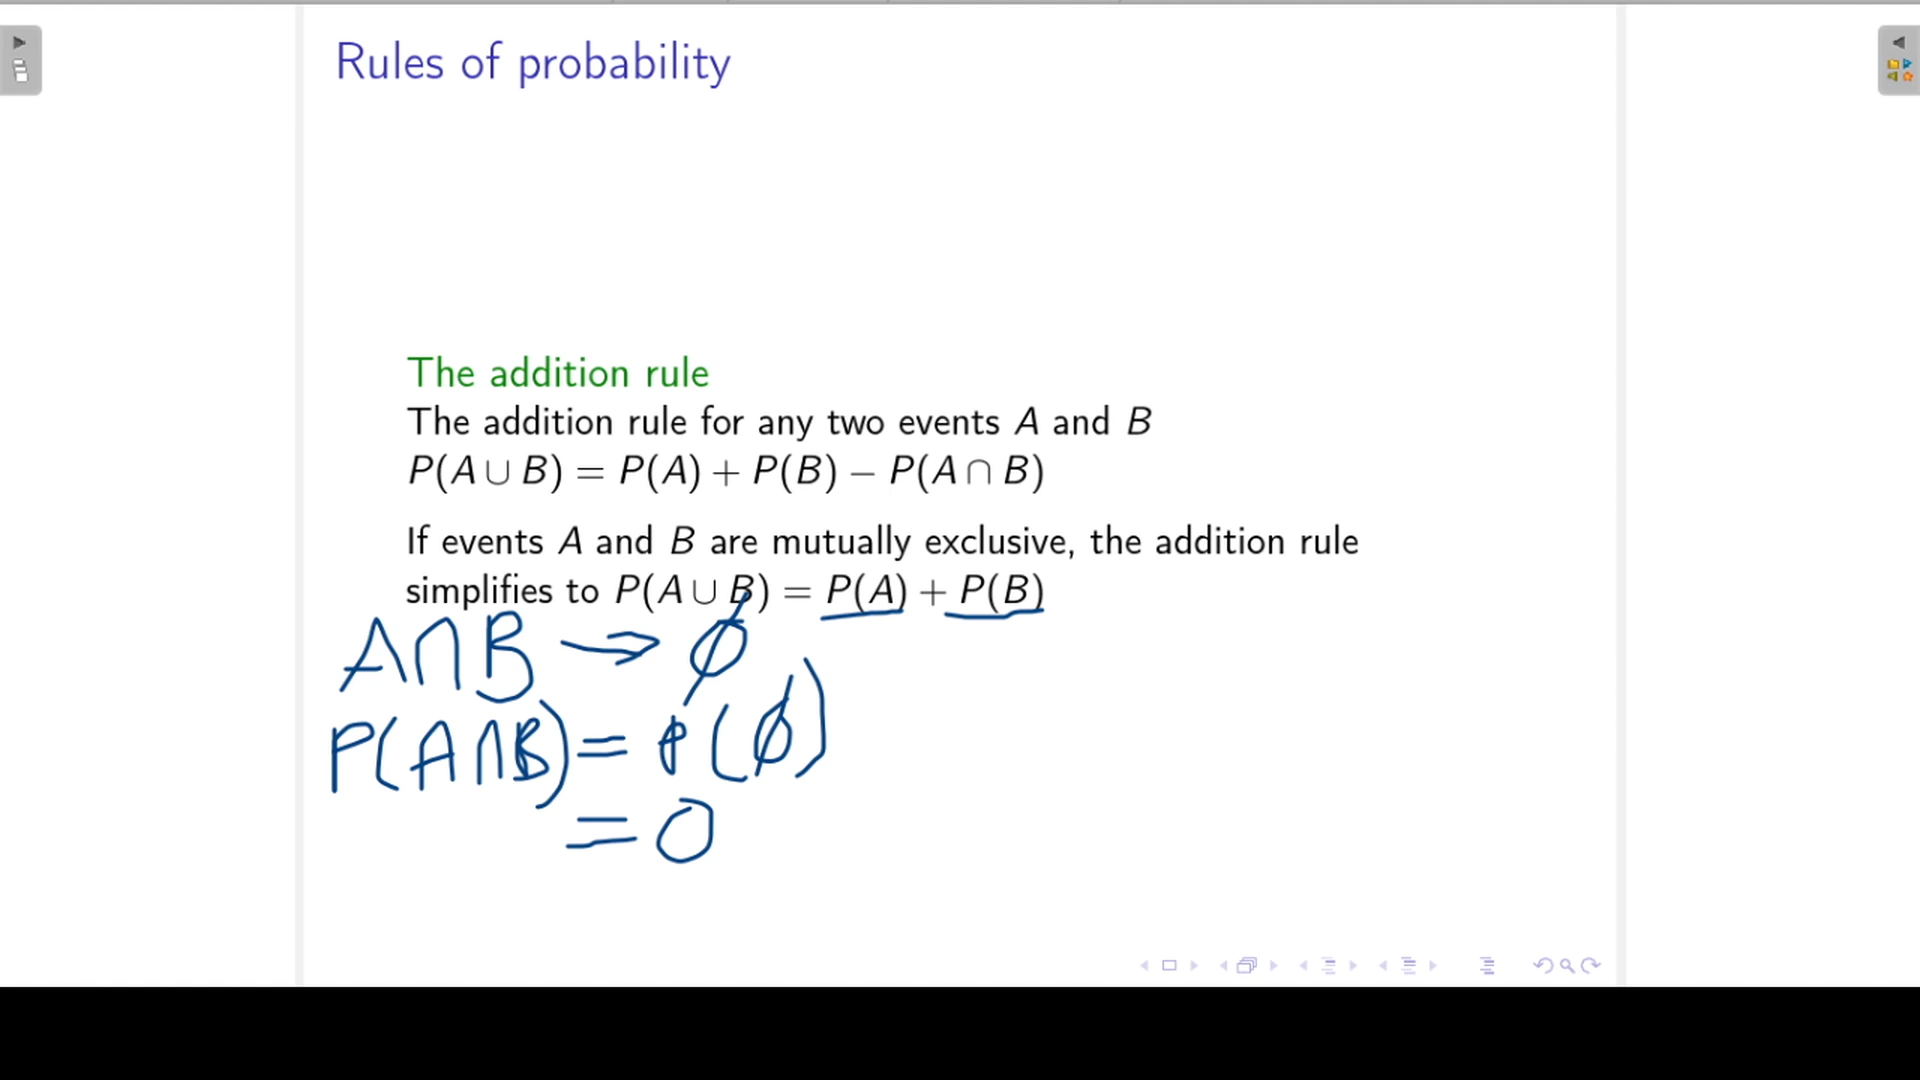 Rules of probability
The addition rule
The addition rule for any two events A and B
P(A ∪ B) = P(A) + P(B) − P(A ∩ B)
If events A and B are mutually exclusive, the addition rule
simplifies to P(A ∪ B) = P(A) + P(B)
A∩B → ϕ
P(A∩B) = P(ϕ)
= 0